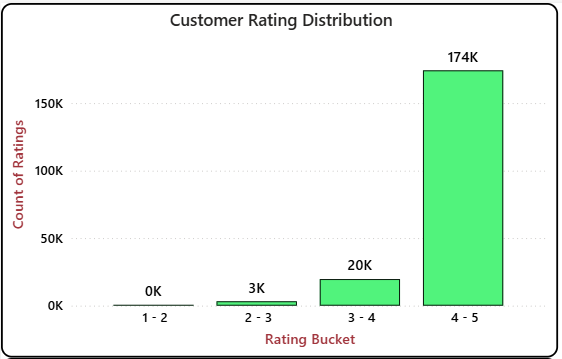 Customer Rating Distribution
174K
150K
100K
Count of Ratings
50K
20K
3K
0K
0K
1 - 2
2 - 3
3 - 4
4 - 5
Rating Bucket